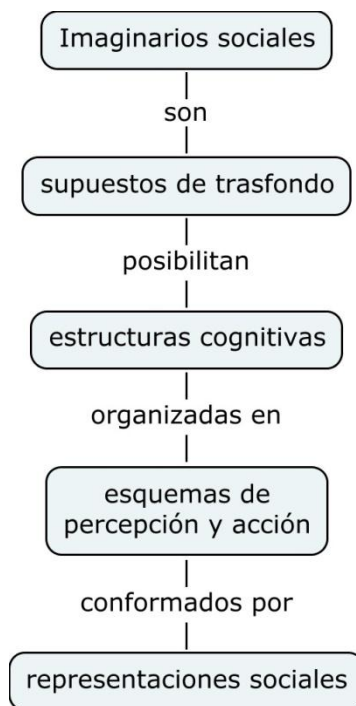 Imaginarios sociales
son
supuestos de trasfondo
posibilitan
estructuras cognitivas
organizadas en
esquemas de
percepción y acción
conformados por
representaciones sociales